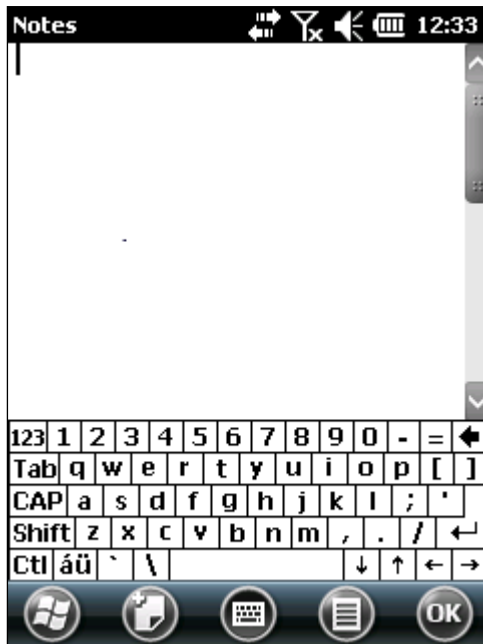 Notes 12:33
123 1 2 3 4 5 6 7 8 9 0 - = ←
Tab q w e r t y u i o p [ ]
CAP a s d f g h j k l ; '
Shift z x c v b n m , . / ↵
Ctl áü ` \ ↓ ↑ ← →
OK